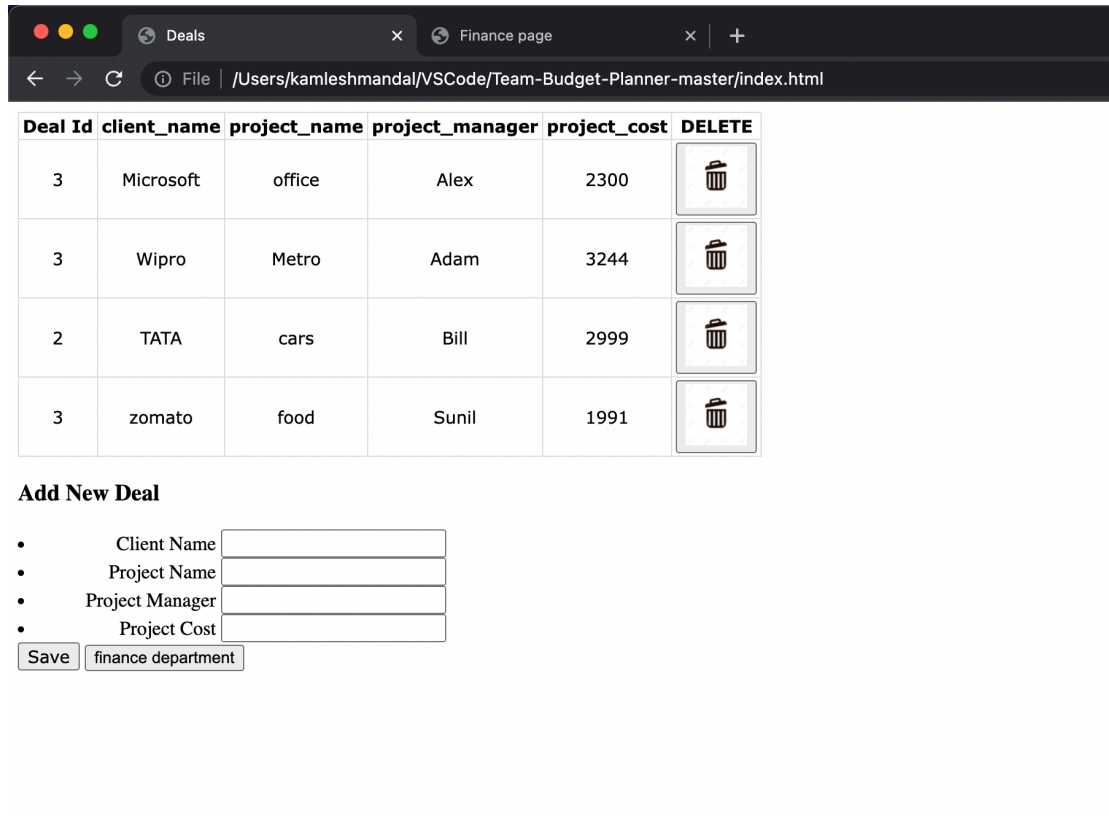 Deals Finance page
File /Users/kamleshmandal/VSCode/Team-Budget-Planner-master/index.html
Deal Id client_name project_name project_manager project_cost DELETE
3 Microsoft office Alex 2300
3 Wipro Metro Adam 3244
2 TATA cars Bill 2999
3 zomato food Sunil 1991
Add New Deal
Client Name
Project Name
Project Manager
Project Cost
Save finance department